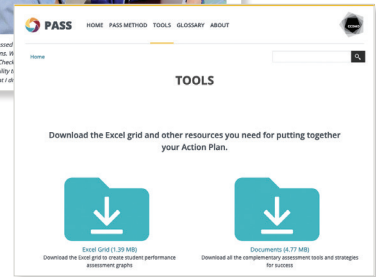 PASS
HOME PASS METHOD TOOLS GLOSSARY ABOUT
Home
TOOLS
Download the Excel grid and other resources you need for putting together
your Action Plan.
Excel Grid (1.39 MB)
Download the Excel grid to create student performance
assessment graphs
Documents (4.77 MB)
Download all the complementary assessment tools and strategies
for success